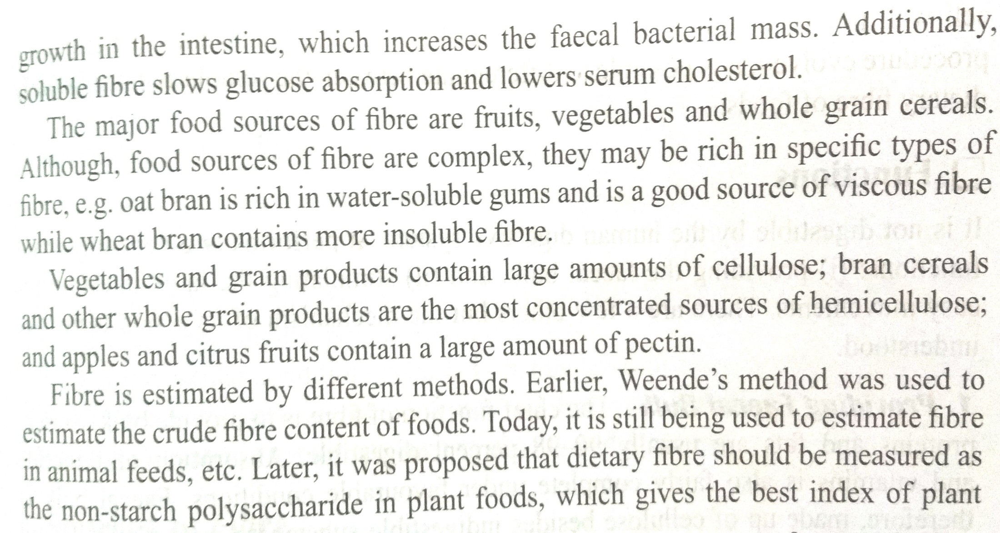 growth in the intestine, which increases the faecal bacterial mass. Additionally,
soluble fibre slows glucose absorption and lowers serum cholesterol.
The major food sources of fibre are fruits, vegetables and whole grain cereals.
Although, food sources of fibre are complex, they may be rich in specific types of
fibre, e.g. oat bran is rich in water-soluble gums and is a good source of viscous fibre
while wheat bran contains more insoluble fibre.
Vegetables and grain products contain large amounts of cellulose; bran cereals
and other whole grain products are the most concentrated sources of hemicellulose;
and apples and citrus fruits contain a large amount of pectin.
Fibre is estimated by different methods. Earlier, Weende's method was used to
estimate the crude fibre content of foods. Today, it is still being used to estimate fibre
in animal feeds, etc. Later, it was proposed that dietary fibre should be measured as
the non-starch polysaccharide in plant foods, which gives the best index of plant